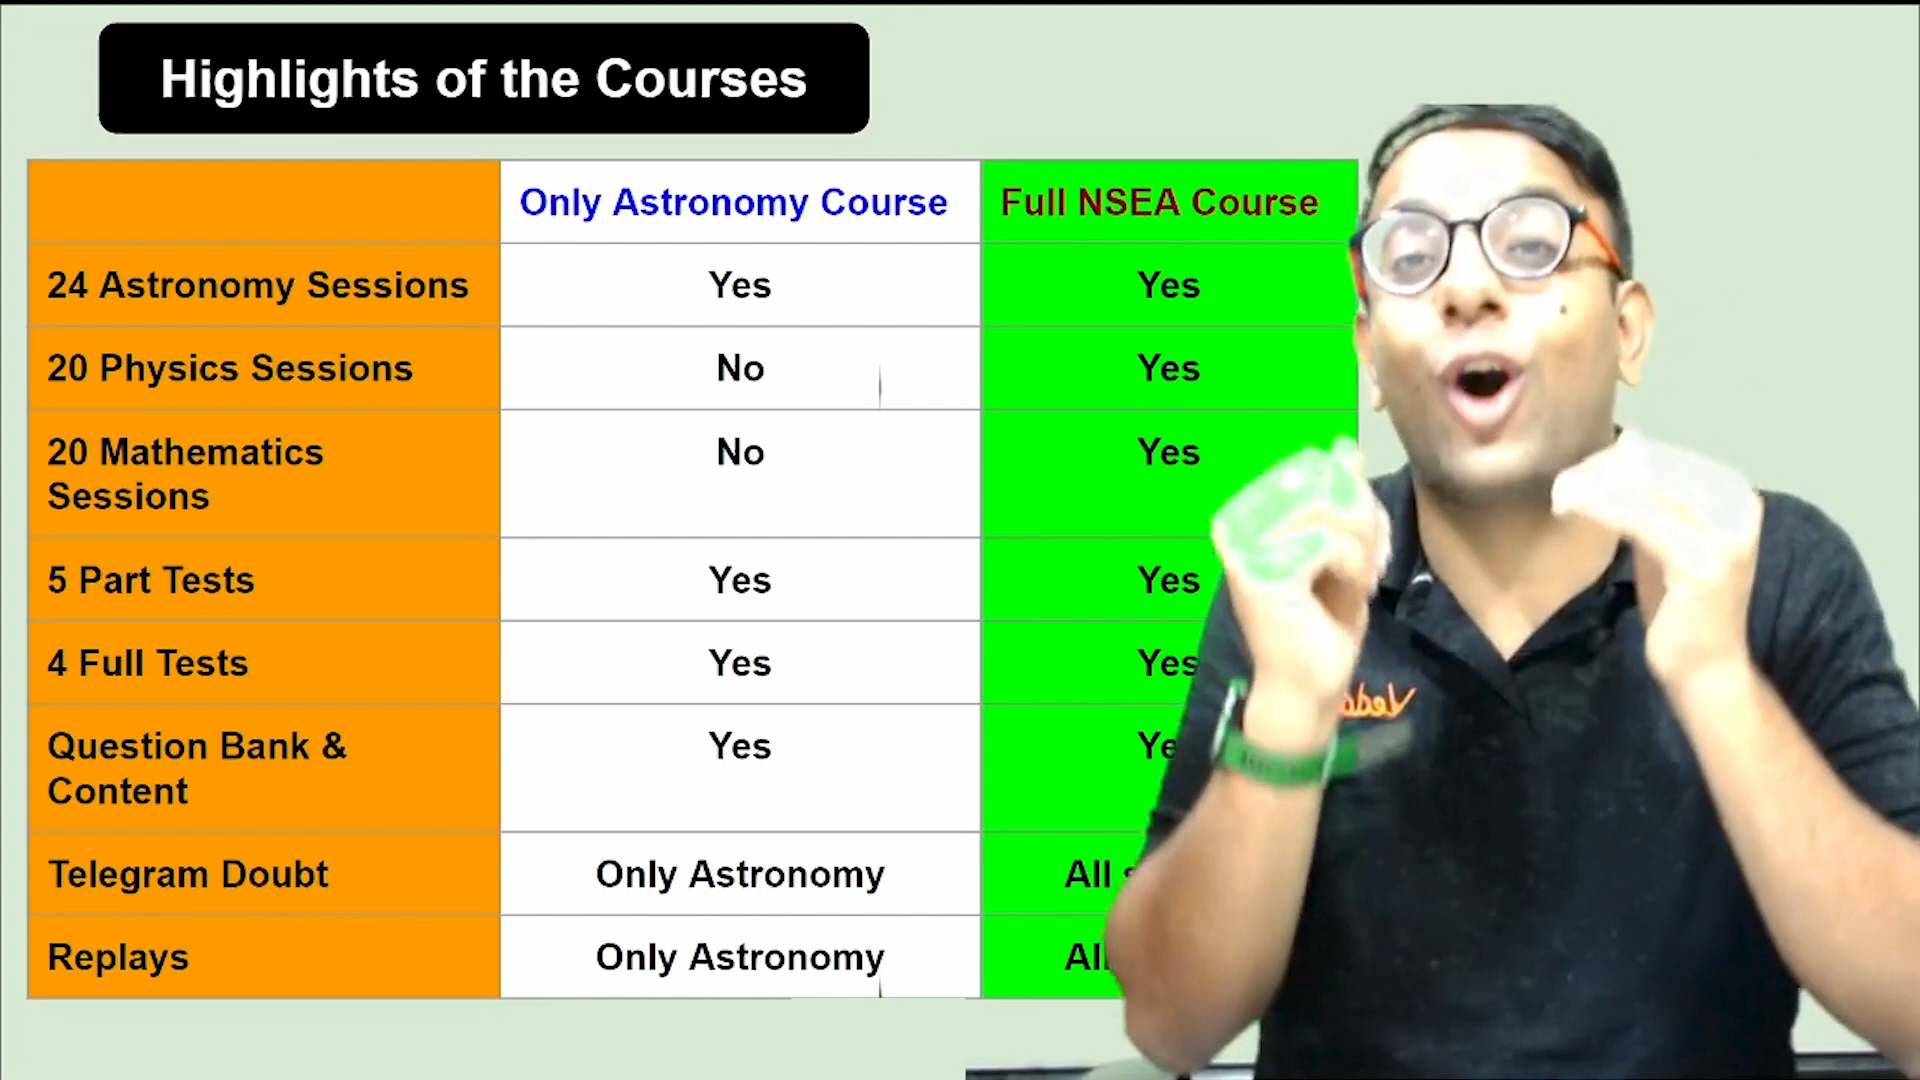 Highlights of the Courses
Only Astronomy Course Full NSEA Course
24 Astronomy Sessions Yes Yes
20 Physics Sessions No Yes
20 Mathematics No Yes
Sessions
5 Part Tests Yes Yes
4 Full Tests Yes Yes
Question Bank & Yes
Content
Telegram Doubt Only Astronomy All
Replays Only Astronomy